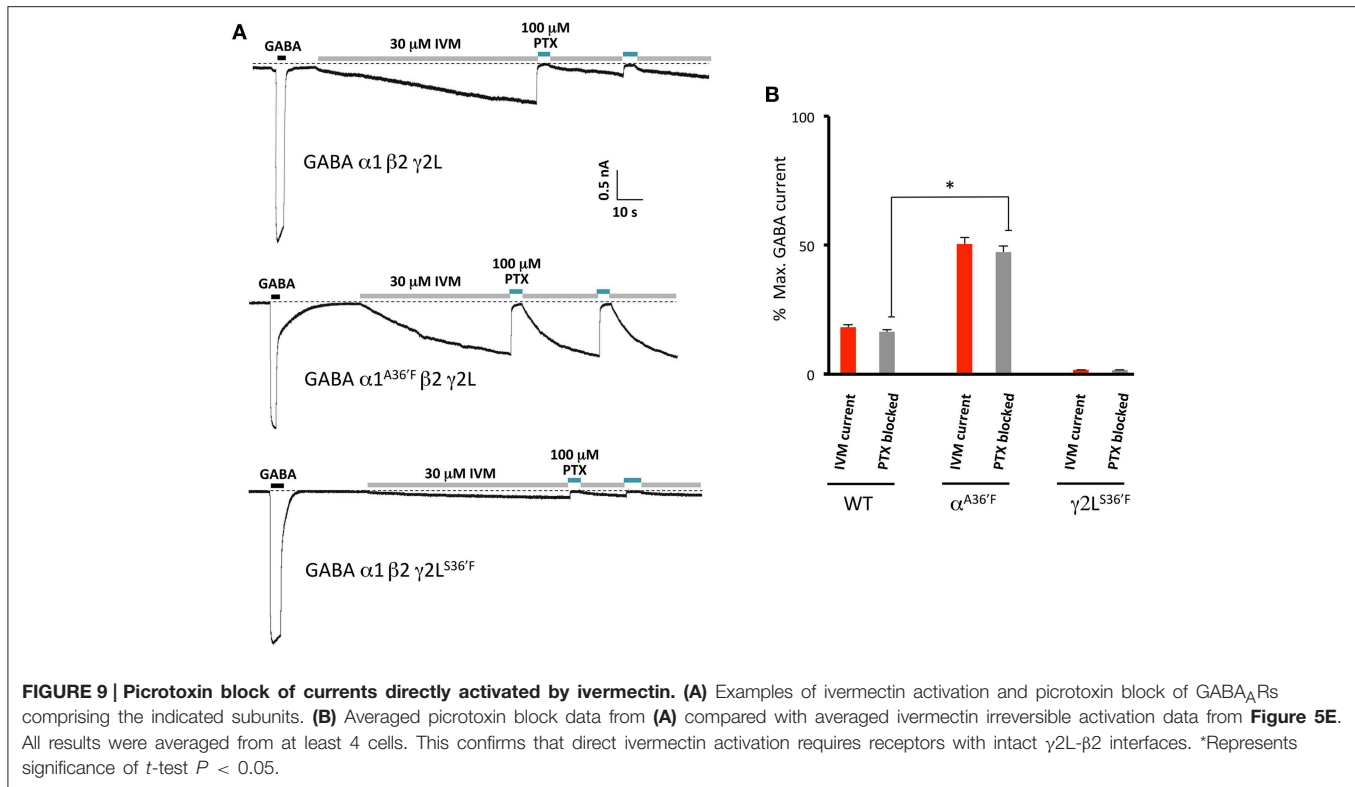 A
GABA
30 μM IVM
100 μM
PTX
GABA α1 β2 γ2L
0.5 nA
10 s
GABA
30 μM IVM
100 μM
PTX
GABA α1A36'F β2 γ2L
GABA
30 μM IVM
100 μM
PTX
GABA α1 β2 γ2LS36'F
B
% Max. GABA current
100
50
0
*
IVM current
PTX blocked
IVM current
PTX blocked
IVM current
PTX blocked
WT
αA36'F
γ2LS36'F
FIGURE 9 | Picrotoxin block of currents directly activated by ivermectin. (A) Examples of ivermectin activation and picrotoxin block of GABAARs
comprising the indicated subunits. (B) Averaged picrotoxin block data from (A) compared with averaged ivermectin irreversible activation data from Figure 5E.
All results were averaged from at least 4 cells. This confirms that direct ivermectin activation requires receptors with intact γ2L-β2 interfaces. *Represents
significance of t-test P < 0.05.